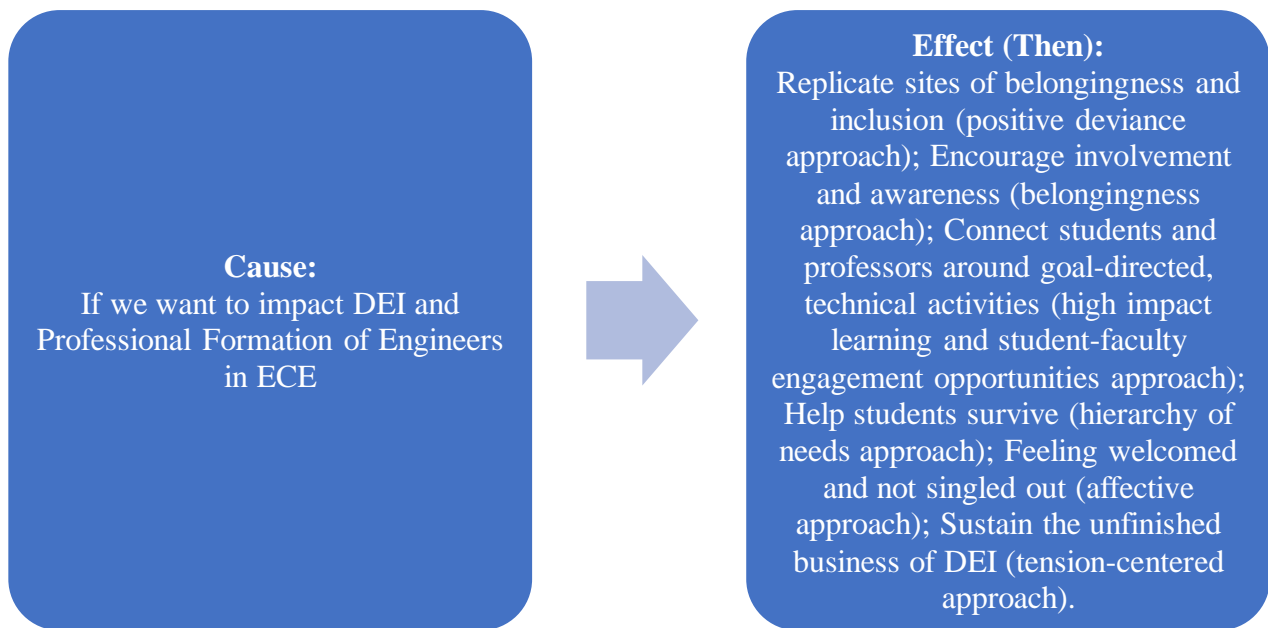 Cause:
If we want to impact DEI and
Professional Formation of Engineers
in ECE
Effect (Then):
Replicate sites of belongingness and
inclusion (positive deviance
approach); Encourage involvement
and awareness (belongingness
approach); Connect students and
professors around goal-directed,
technical activities (high impact
learning and student-faculty
engagement opportunities approach);
Help students survive (hierarchy of
needs approach); Feeling welcomed
and not singled out (affective
approach); Sustain the unfinished
business of DEI (tension-centered
approach).